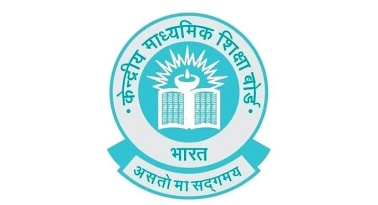 • केन्द्रीय माध्यमिक शिक्षा बोर्ड •
भारत
असतो मा सद्गमय